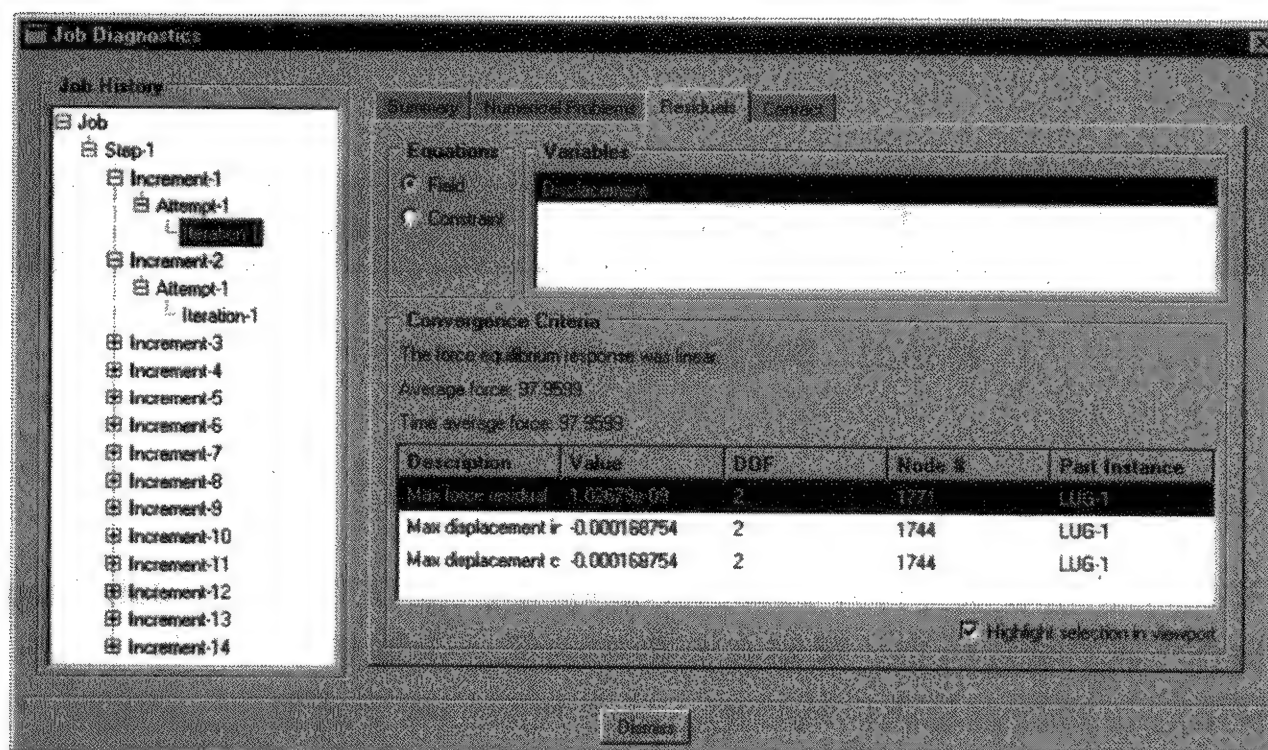 Job Diagnostics
Job History
Job
Step-1
Increment-1
Attempt-1
Iteration-1
Increment-2
Attempt-1
Iteration-1
Increment-3
Increment-4
Increment-5
Increment-6
Increment-7
Increment-8
Increment-9
Increment-10
Increment-11
Increment-12
Increment-13
Increment-14
Summary Numerical Problems Residuals Contact
Equations
Field
Constraint
Variables
Displacement
Convergence Criteria
The force equilibrium response was linear.
Average force: 97.9599
Time average force: 97.9599
Description Value DOF Node # Part Instance
Max force residual 2 1771 LUG-1
Max displacement ir -0.000168754 2 1744 LUG-1
Max displacement c -0.000168754 2 1744 LUG-1
Highlight selection in viewport
Dismiss